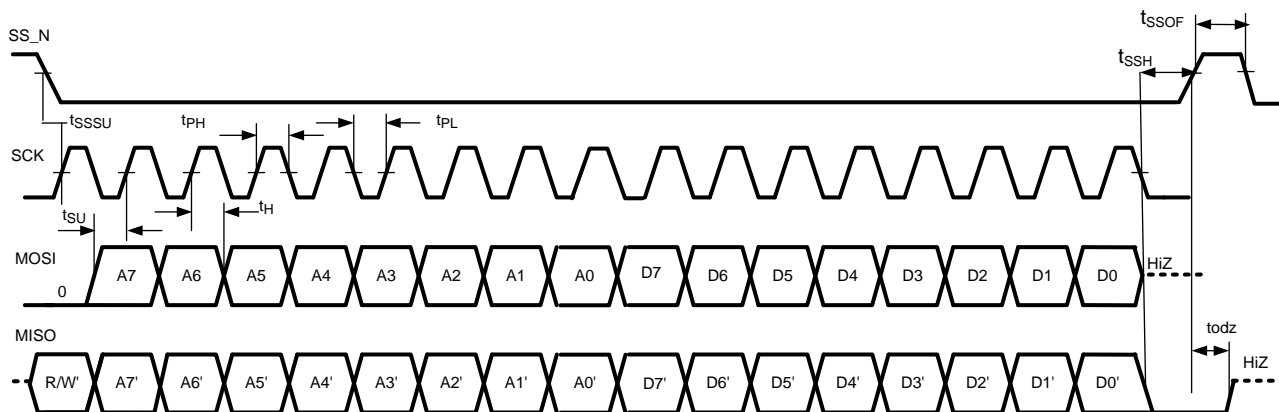 tSSOF
SS_N
tSSH
tSSSU tPH tPL
SCK
tSU tH
MOSI
0 A7 A6 A5 A4 A3 A2 A1 A0 D7 D6 D5 D4 D3 D2 D1 D0 HiZ
MISO todz
R/W' A7' A6' A5' A4' A3' A2' A1' A0' D7' D6' D5' D4' D3' D2' D1' D0' HiZ